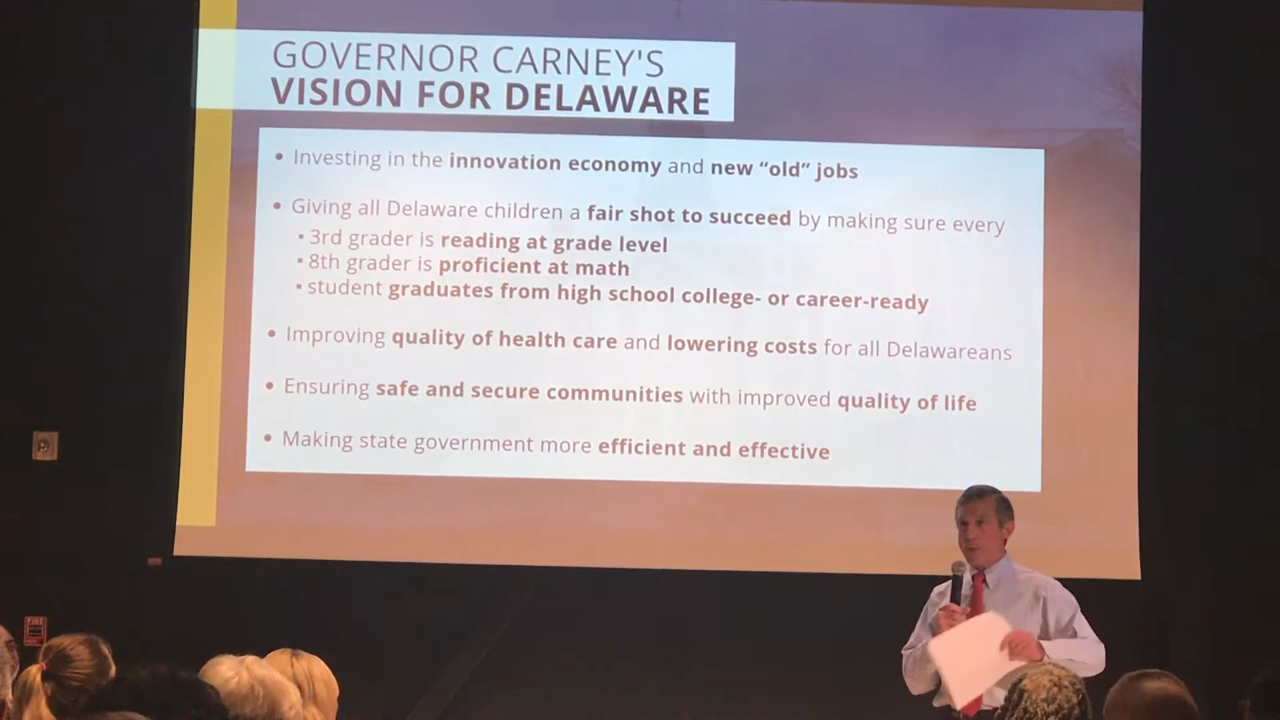 GOVERNOR CARNEY'S
VISION FOR DELAWARE
• Investing in the innovation economy and new “old” jobs
• Giving all Delaware children a fair shot to succeed by making sure every
▪ 3rd grader is reading at grade level
▪ 8th grader is proficient at math
▪ student graduates from high school college- or career-ready
• Improving quality of health care and lowering costs for all Delawareans
• Ensuring safe and secure communities with improved quality of life
• Making state government more efficient and effective